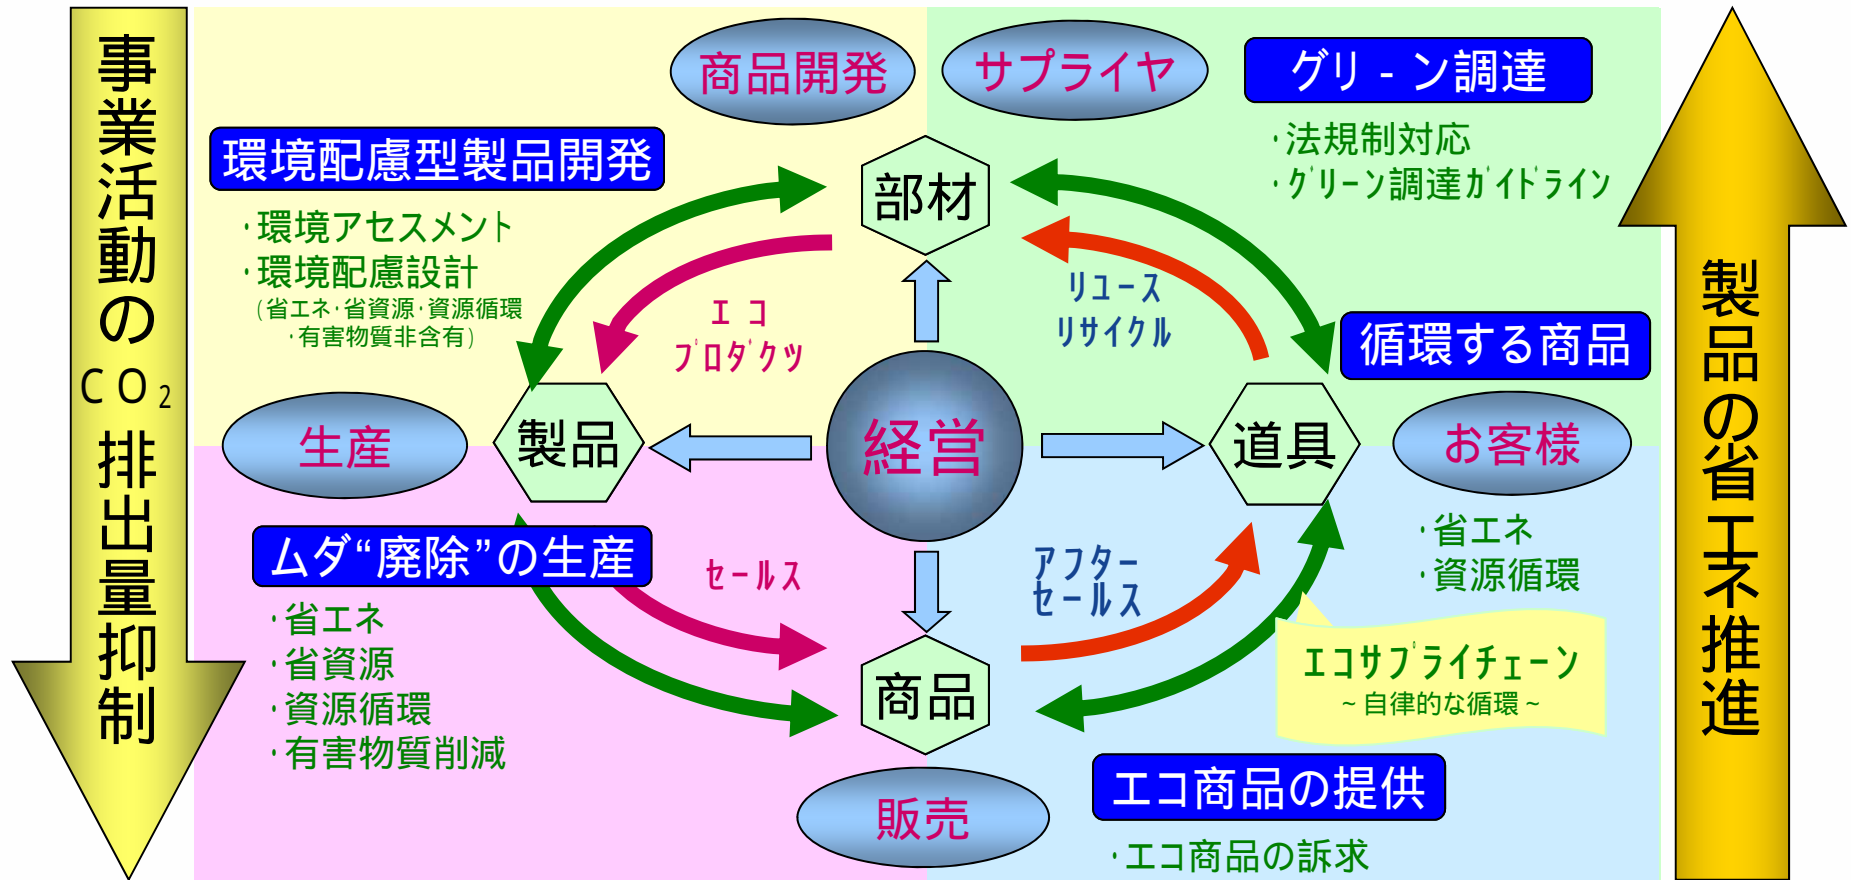 事業活動のCO₂排出量抑制
商品開発
サプライヤ
グリ-ン調達
・法規制対応
・グリーン調達ガイドライン
環境配慮型製品開発
・環境アセスメント
・環境配慮設計
(省エネ・省資源・資源循環
・有害物質非含有)
部材
エコ
プロダクツ
リユース
リサイクル
循環する商品
生産
製品
経営
道具
お客様
・省エネ
・資源循環
ムダ“廃除”の生産
・省エネ
・省資源
・資源循環
・有害物質削減
セールス
アフター
セールス
エコサプライチェーン
~自律的な循環~
商品
販売
エコ商品の提供
・エコ商品の訴求
製品の省エネ推進